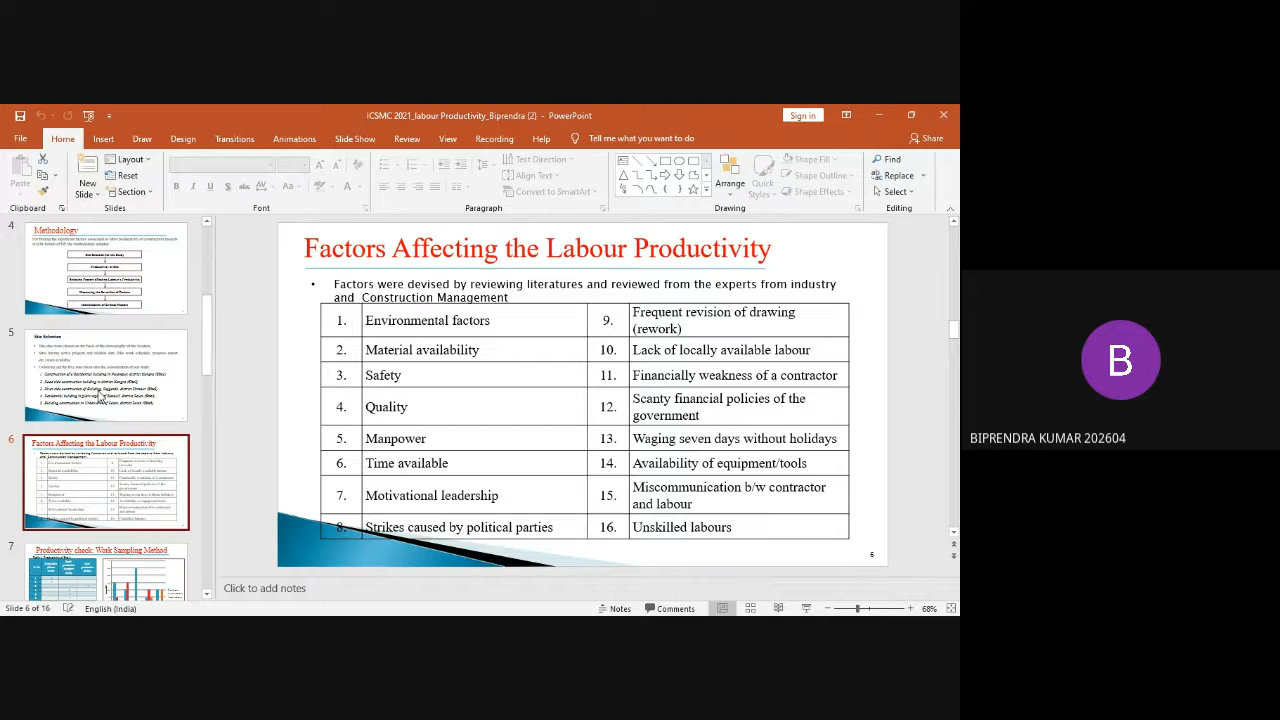 ICSMC 2021_labour Productivity_Biprendra (2) - PowerPoint
Sign in
File Home Insert Draw Design Transitions Animations Slide Show Review View Recording Help Tell me what you want to do Share
Paste
New Slide
Layout
Reset
Section
B I U S abc AV Aa A
Text Direction
Align Text
Convert to SmartArt
Arrange
Quick Styles
Shape Fill
Shape Outline
Shape Effects
Find
Replace
Select
Clipboard Slides Font Paragraph Drawing Editing
4
Methodology
5
Site Selection
6
Factors Affecting the Labour Productivity
7
Productivity check: Work Sampling Method
Factors Affecting the Labour Productivity
• Factors were devised by reviewing literatures and reviewed from the experts from industry
and Construction Management
1. Environmental factors
9. Frequent revision of drawing
(rework)
2. Material availability
10. Lack of locally available labour
3. Safety
11. Financially weakness of a contractor
4. Quality
12. Scanty financial policies of the
government
5. Manpower
13. Waging seven days without holidays
6. Time available
14. Availability of equipment/tools
7. Motivational leadership
15. Miscommunication b/w contractor
and labour
8. Strikes caused by political parties
16. Unskilled labours
6
Click to add notes
Slide 6 of 16 English (India) Notes Comments 68%
B
BIPRENDRA KUMAR 202604